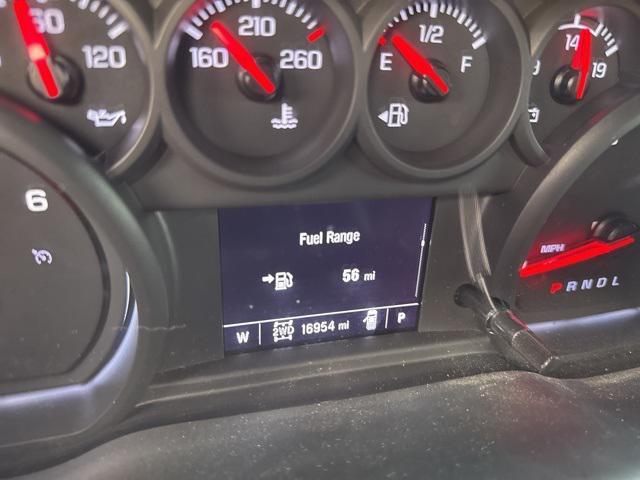 60
120
160
210
260
E
1/2
F
14
19
6
Fuel Range
56 mi
W
2WD
16954 mi
P
MPH
PRNDL